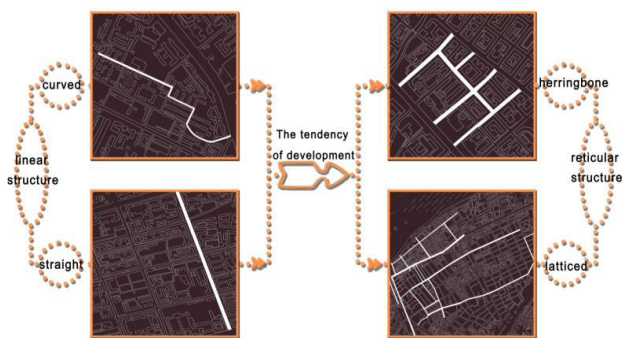 curved
herringbone
The tendency
of development
linear
structure
reticular
structure
straight
latticed